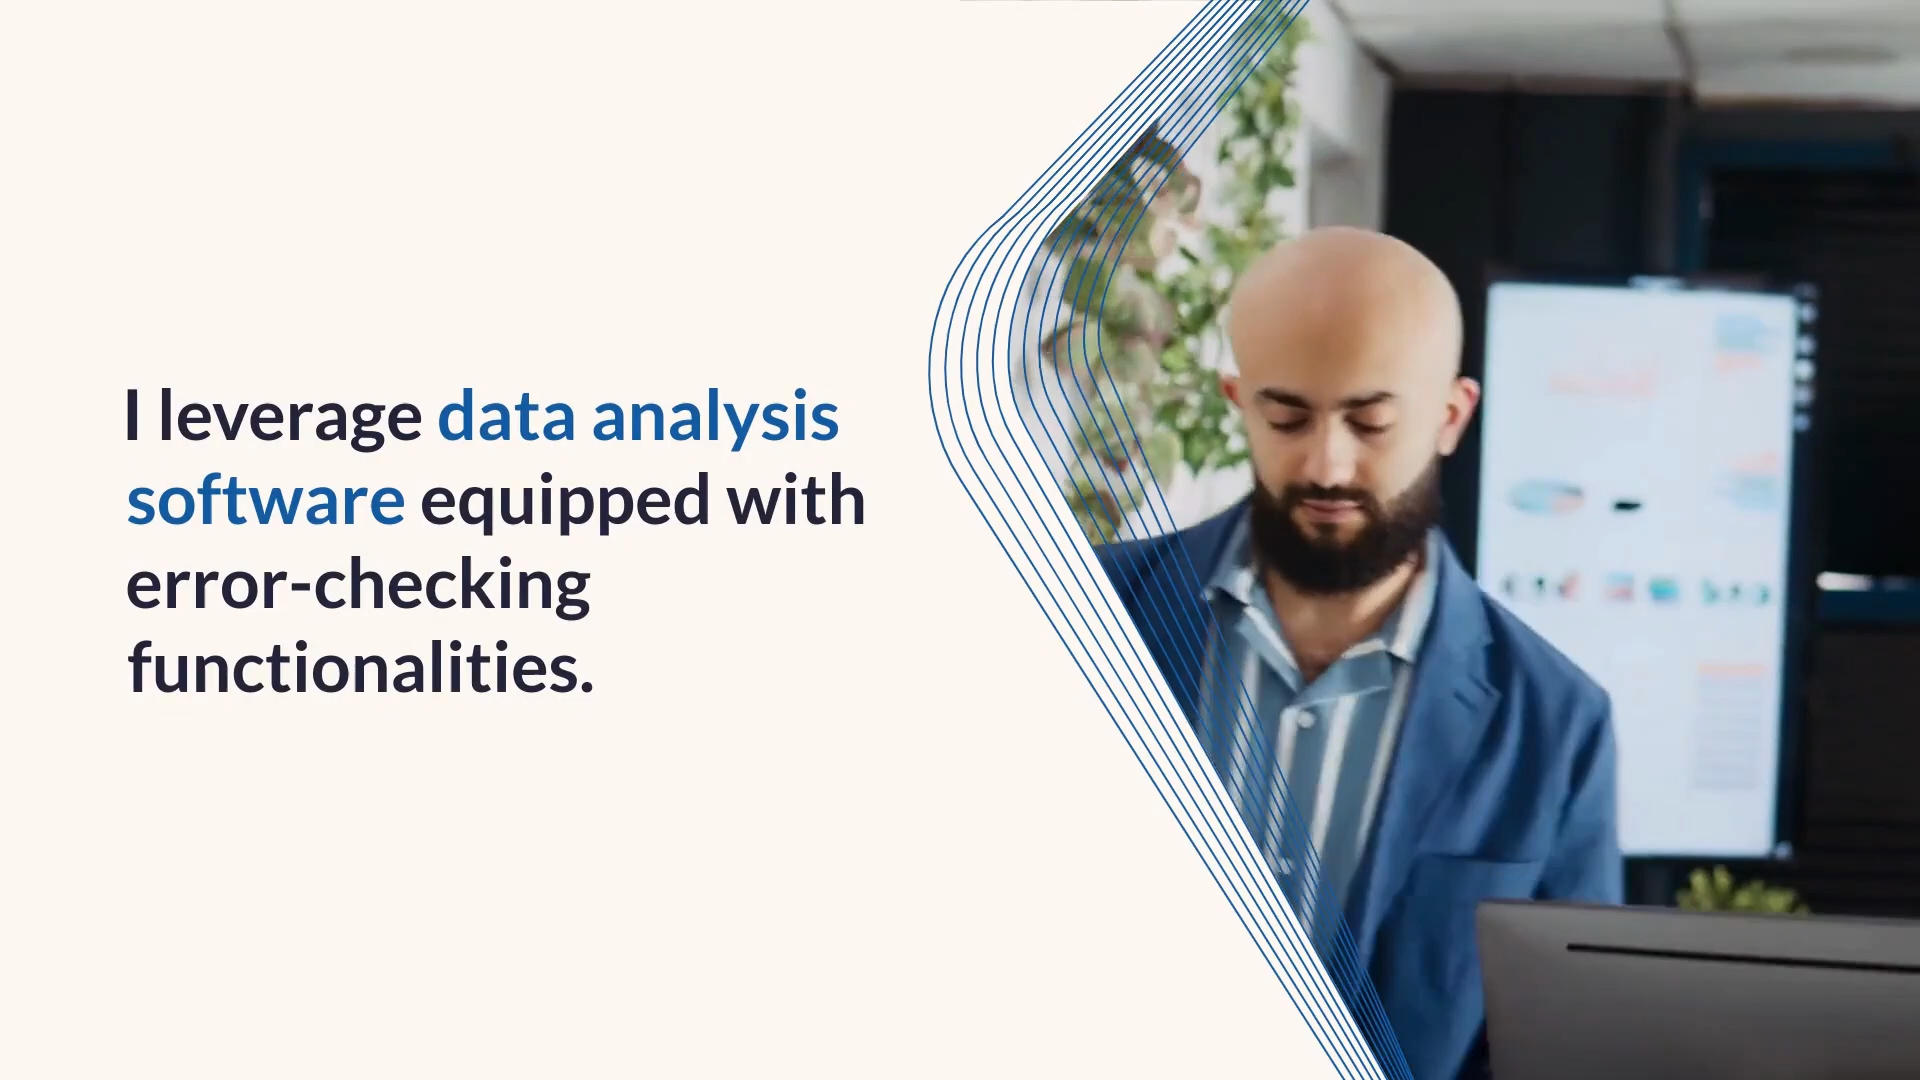 I leverage data analysis
software equipped with
error-checking
functionalities.